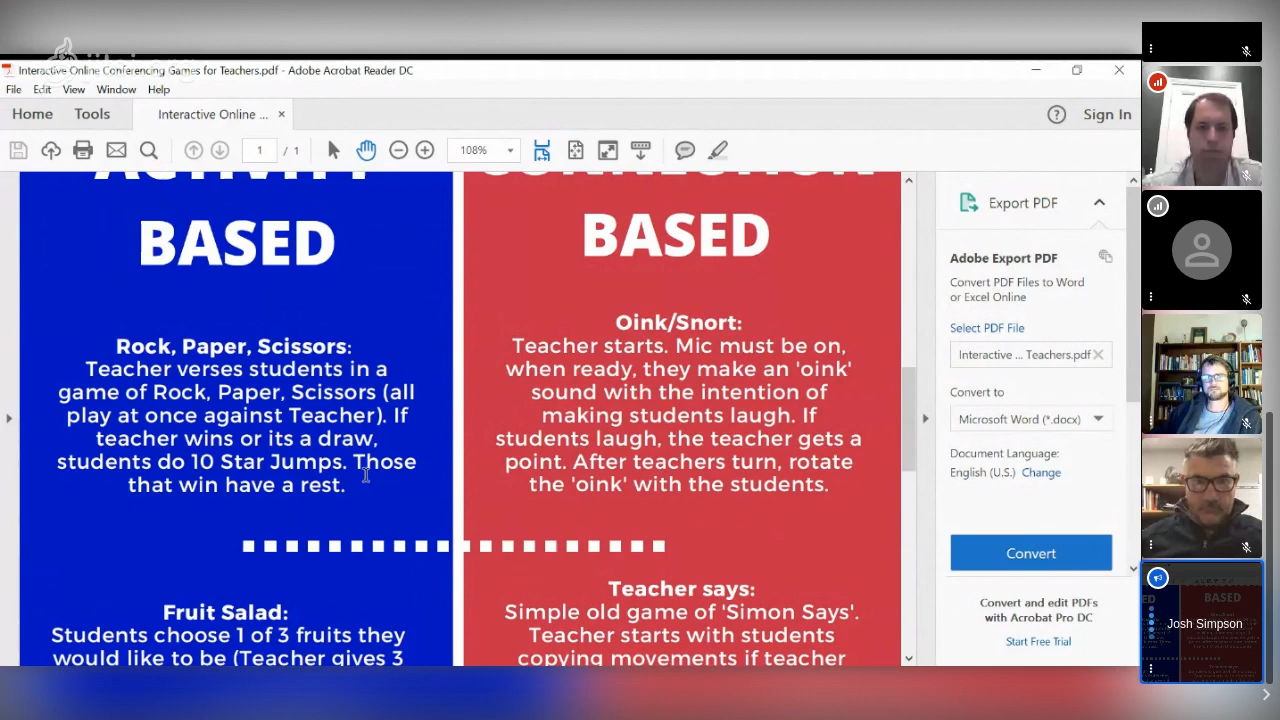 Interactive Online Conferencing Games for Teachers.pdf - Adobe Acrobat Reader DC
File Edit View Window Help
Home Tools Interactive Online ... × Sign In
1 / 1 108%
ACTIVITY
BASED
Rock, Paper, Scissors:
Teacher verses students in a
game of Rock, Paper, Scissors (all
play at once against Teacher). If
teacher wins or its a draw,
students do 10 Star Jumps. Those
that win have a rest.
Fruit Salad:
Students choose 1 of 3 fruits they
would like to be (Teacher gives 3
CONNECTION
BASED
Oink/Snort:
Teacher starts. Mic must be on,
when ready, they make an 'oink'
sound with the intention of
making students laugh. If
students laugh, the teacher gets a
point. After teachers turn, rotate
the 'oink' with the students.
Teacher says:
Simple old game of 'Simon Says'.
Teacher starts with students
copying movements if teacher
Export PDF
Adobe Export PDF
Convert PDF Files to Word
or Excel Online
Select PDF File
Interactive ... Teachers.pdf
Convert to
Microsoft Word (*.docx)
Document Language:
English (U.S.) Change
Convert
Convert and edit PDFs
with Acrobat Pro DC
Start Free Trial
BASED
Josh Simpson